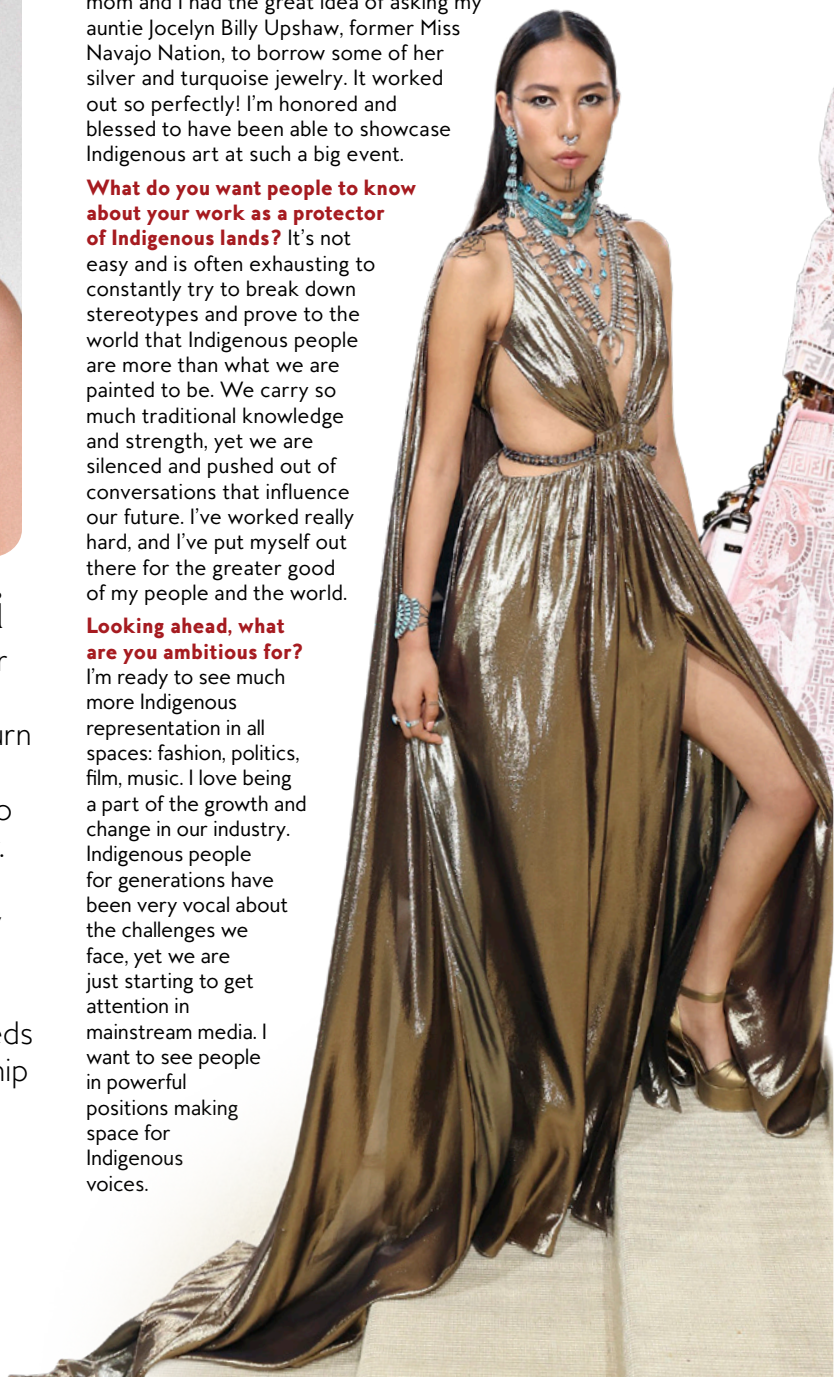 mom and I had the great idea of asking my
auntie Jocelyn Billy Upshaw, former Miss
Navajo Nation, to borrow some of her
silver and turquoise jewelry. It worked
out so perfectly! I’m honored and
blessed to have been able to showcase
Indigenous art at such a big event.
What do you want people to know
about your work as a protector
of Indigenous lands? It’s not
easy and is often exhausting to
constantly try to break down
stereotypes and prove to the
world that Indigenous people
are more than what we are
painted to be. We carry so
much traditional knowledge
and strength, yet we are
silenced and pushed out of
conversations that influence
our future. I’ve worked really
hard, and I’ve put myself out
there for the greater good
of my people and the world.
Looking ahead, what
are you ambitious for?
I’m ready to see much
more Indigenous
representation in all
spaces: fashion, politics,
film, music. I love being
a part of the growth and
change in our industry.
Indigenous people
for generations have
been very vocal about
the challenges we
face, yet we are
just starting to get
attention in
mainstream media. I
want to see people
in powerful
positions making
space for
Indigenous
voices.